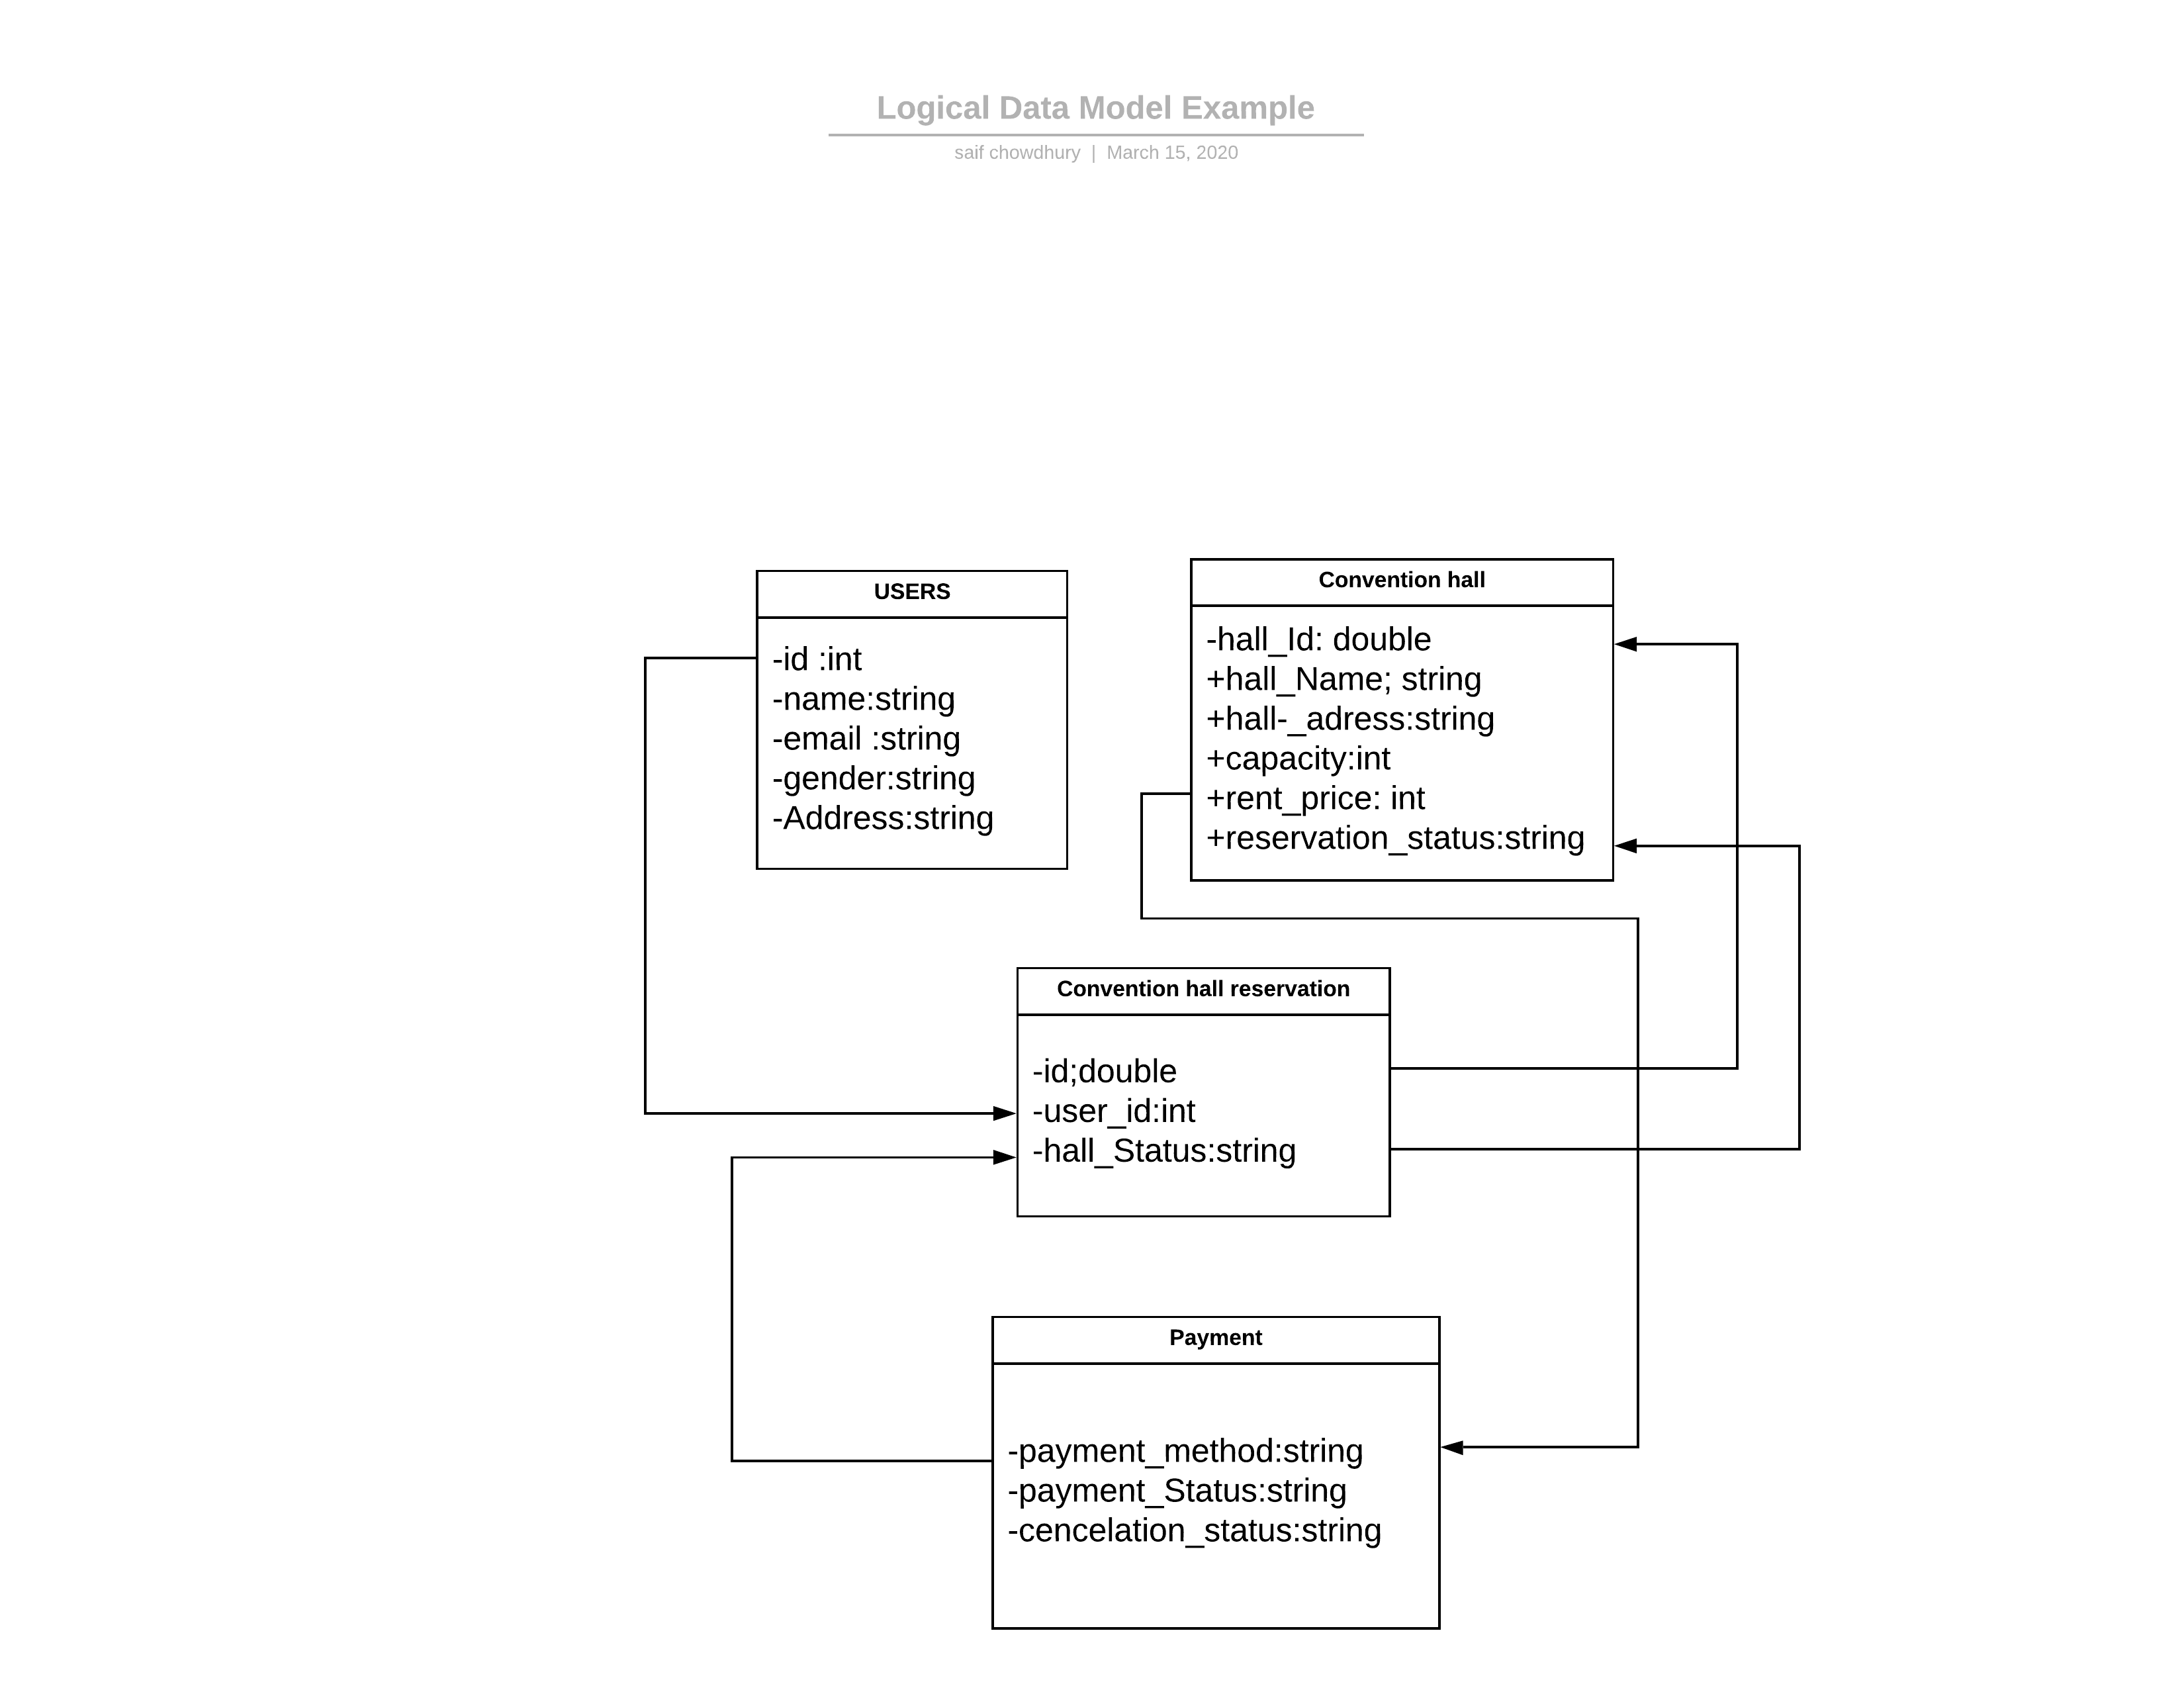 Logical Data Model Example
saif chowdhury | March 15, 2020
USERS
-id :int
-name:string
-email :string
-gender:string
-Address:string
Convention hall
-hall_Id: double
+hall_Name; string
+hall-_adress:string
+capacity:int
+rent_price: int
+reservation_status:string
Convention hall reservation
-id;double
-user_id:int
-hall_Status:string
Payment
-payment_method:string
-payment_Status:string
-cencelation_status:string